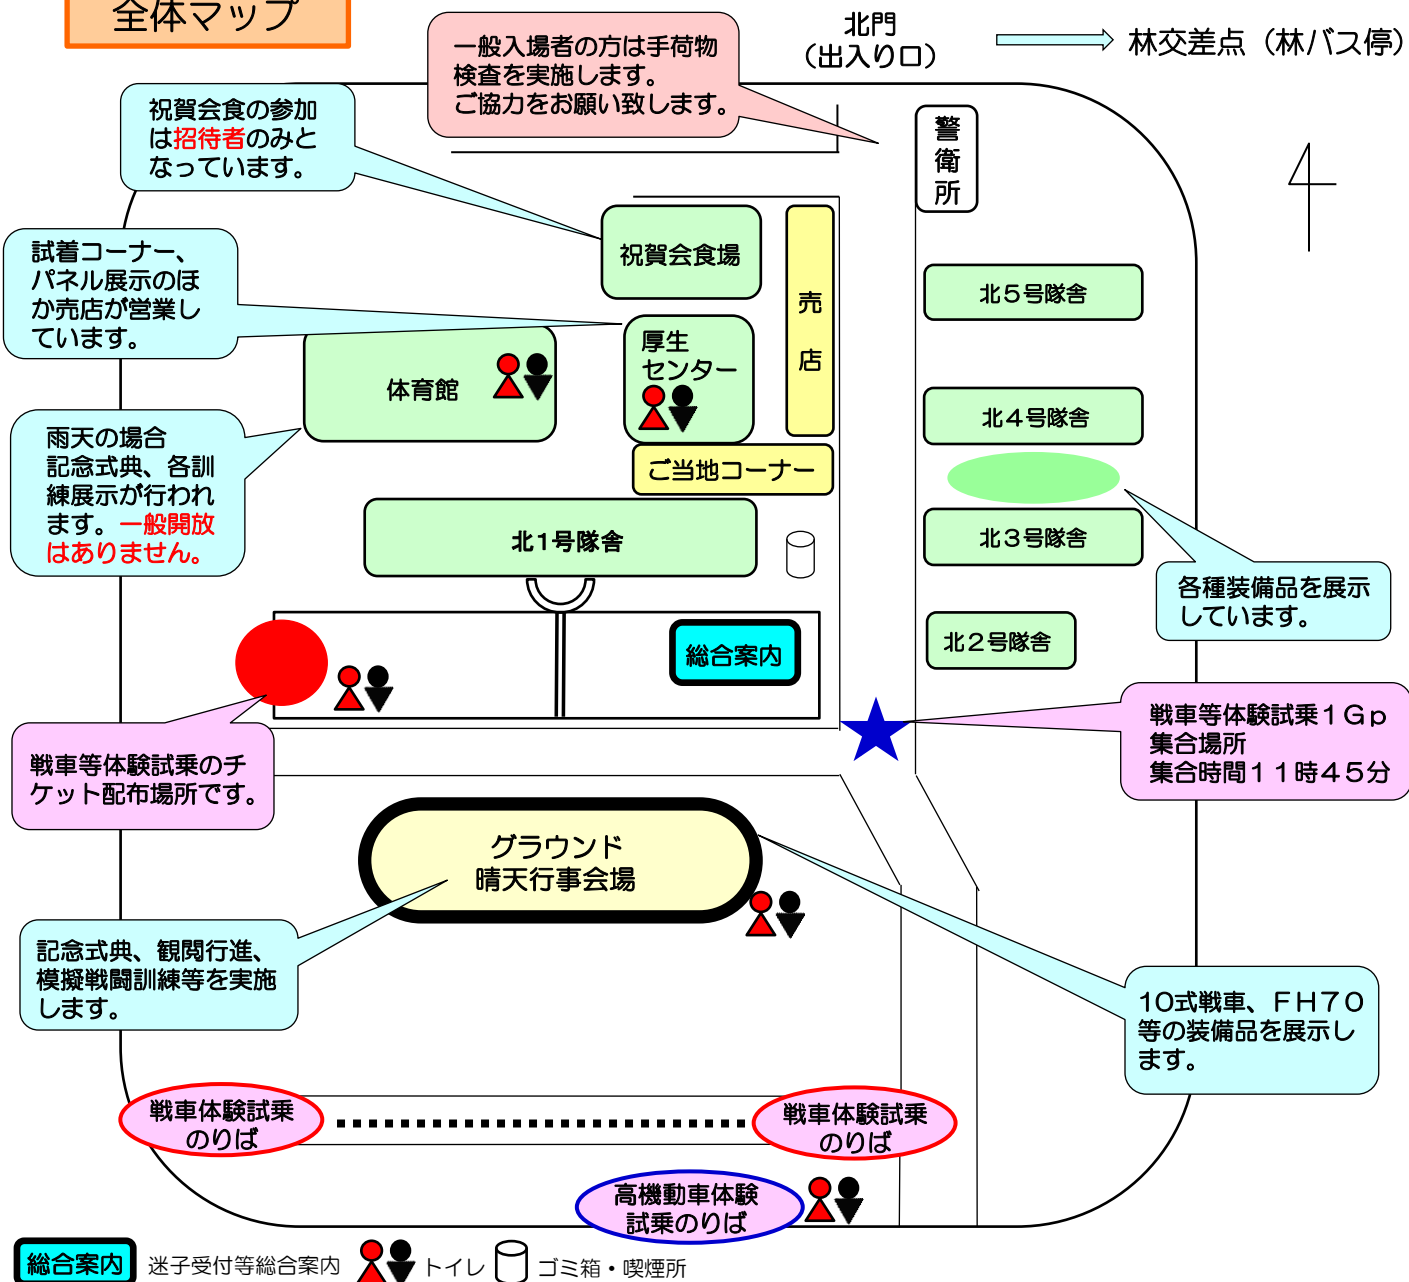 全体マップ
一般入場者の方は手荷物
検査を実施します。
ご協力をお願い致します。
北門
（出入り口）
林交差点（林バス停）
祝賀会食の参加
は招待者のみと
なっています。
警
衛
所
試着コーナー、
パネル展示のほ
か売店が営業し
ています。
祝賀会食場
売
店
北５号隊舎
厚生
センター
体育館
北４号隊舎
雨天の場合
記念式典、各訓
練展示が行われ
ます。一般開放
はありません。
ご当地コーナー
北1号隊舎
北３号隊舎
各種装備品を展示
しています。
北２号隊舎
総合案内
戦車等体験試乗１Ｇｐ
集合場所
集合時間１１時４５分
戦車等体験試乗のチ
ケット配布場所です。
グラウンド
晴天行事会場
記念式典、観閲行進、
模擬戦闘訓練等を実施
します。
10式戦車、ＦＨ７０
等の装備品を展示し
ます。
戦車体験試乗
のりば
戦車体験試乗
のりば
高機動車体験
試乗のりば
総合案内
迷子受付等総合案内
トイレ
ゴミ箱・喫煙所